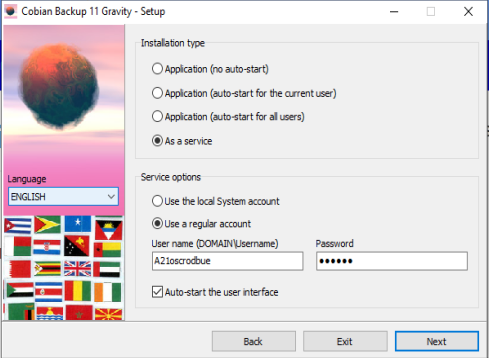 Cobian Backup 11 Gravity - Setup
Installation type
Application (no auto-start)
Application (auto-start for the current user)
Application (auto-start for all users)
As a service
Language
ENGLISH
Service options
Use the local System account
Use a regular account
User name (DOMAIN\Username) Password
A21oscrodbue ●●●●●●
Auto-start the user interface
Back Exit Next